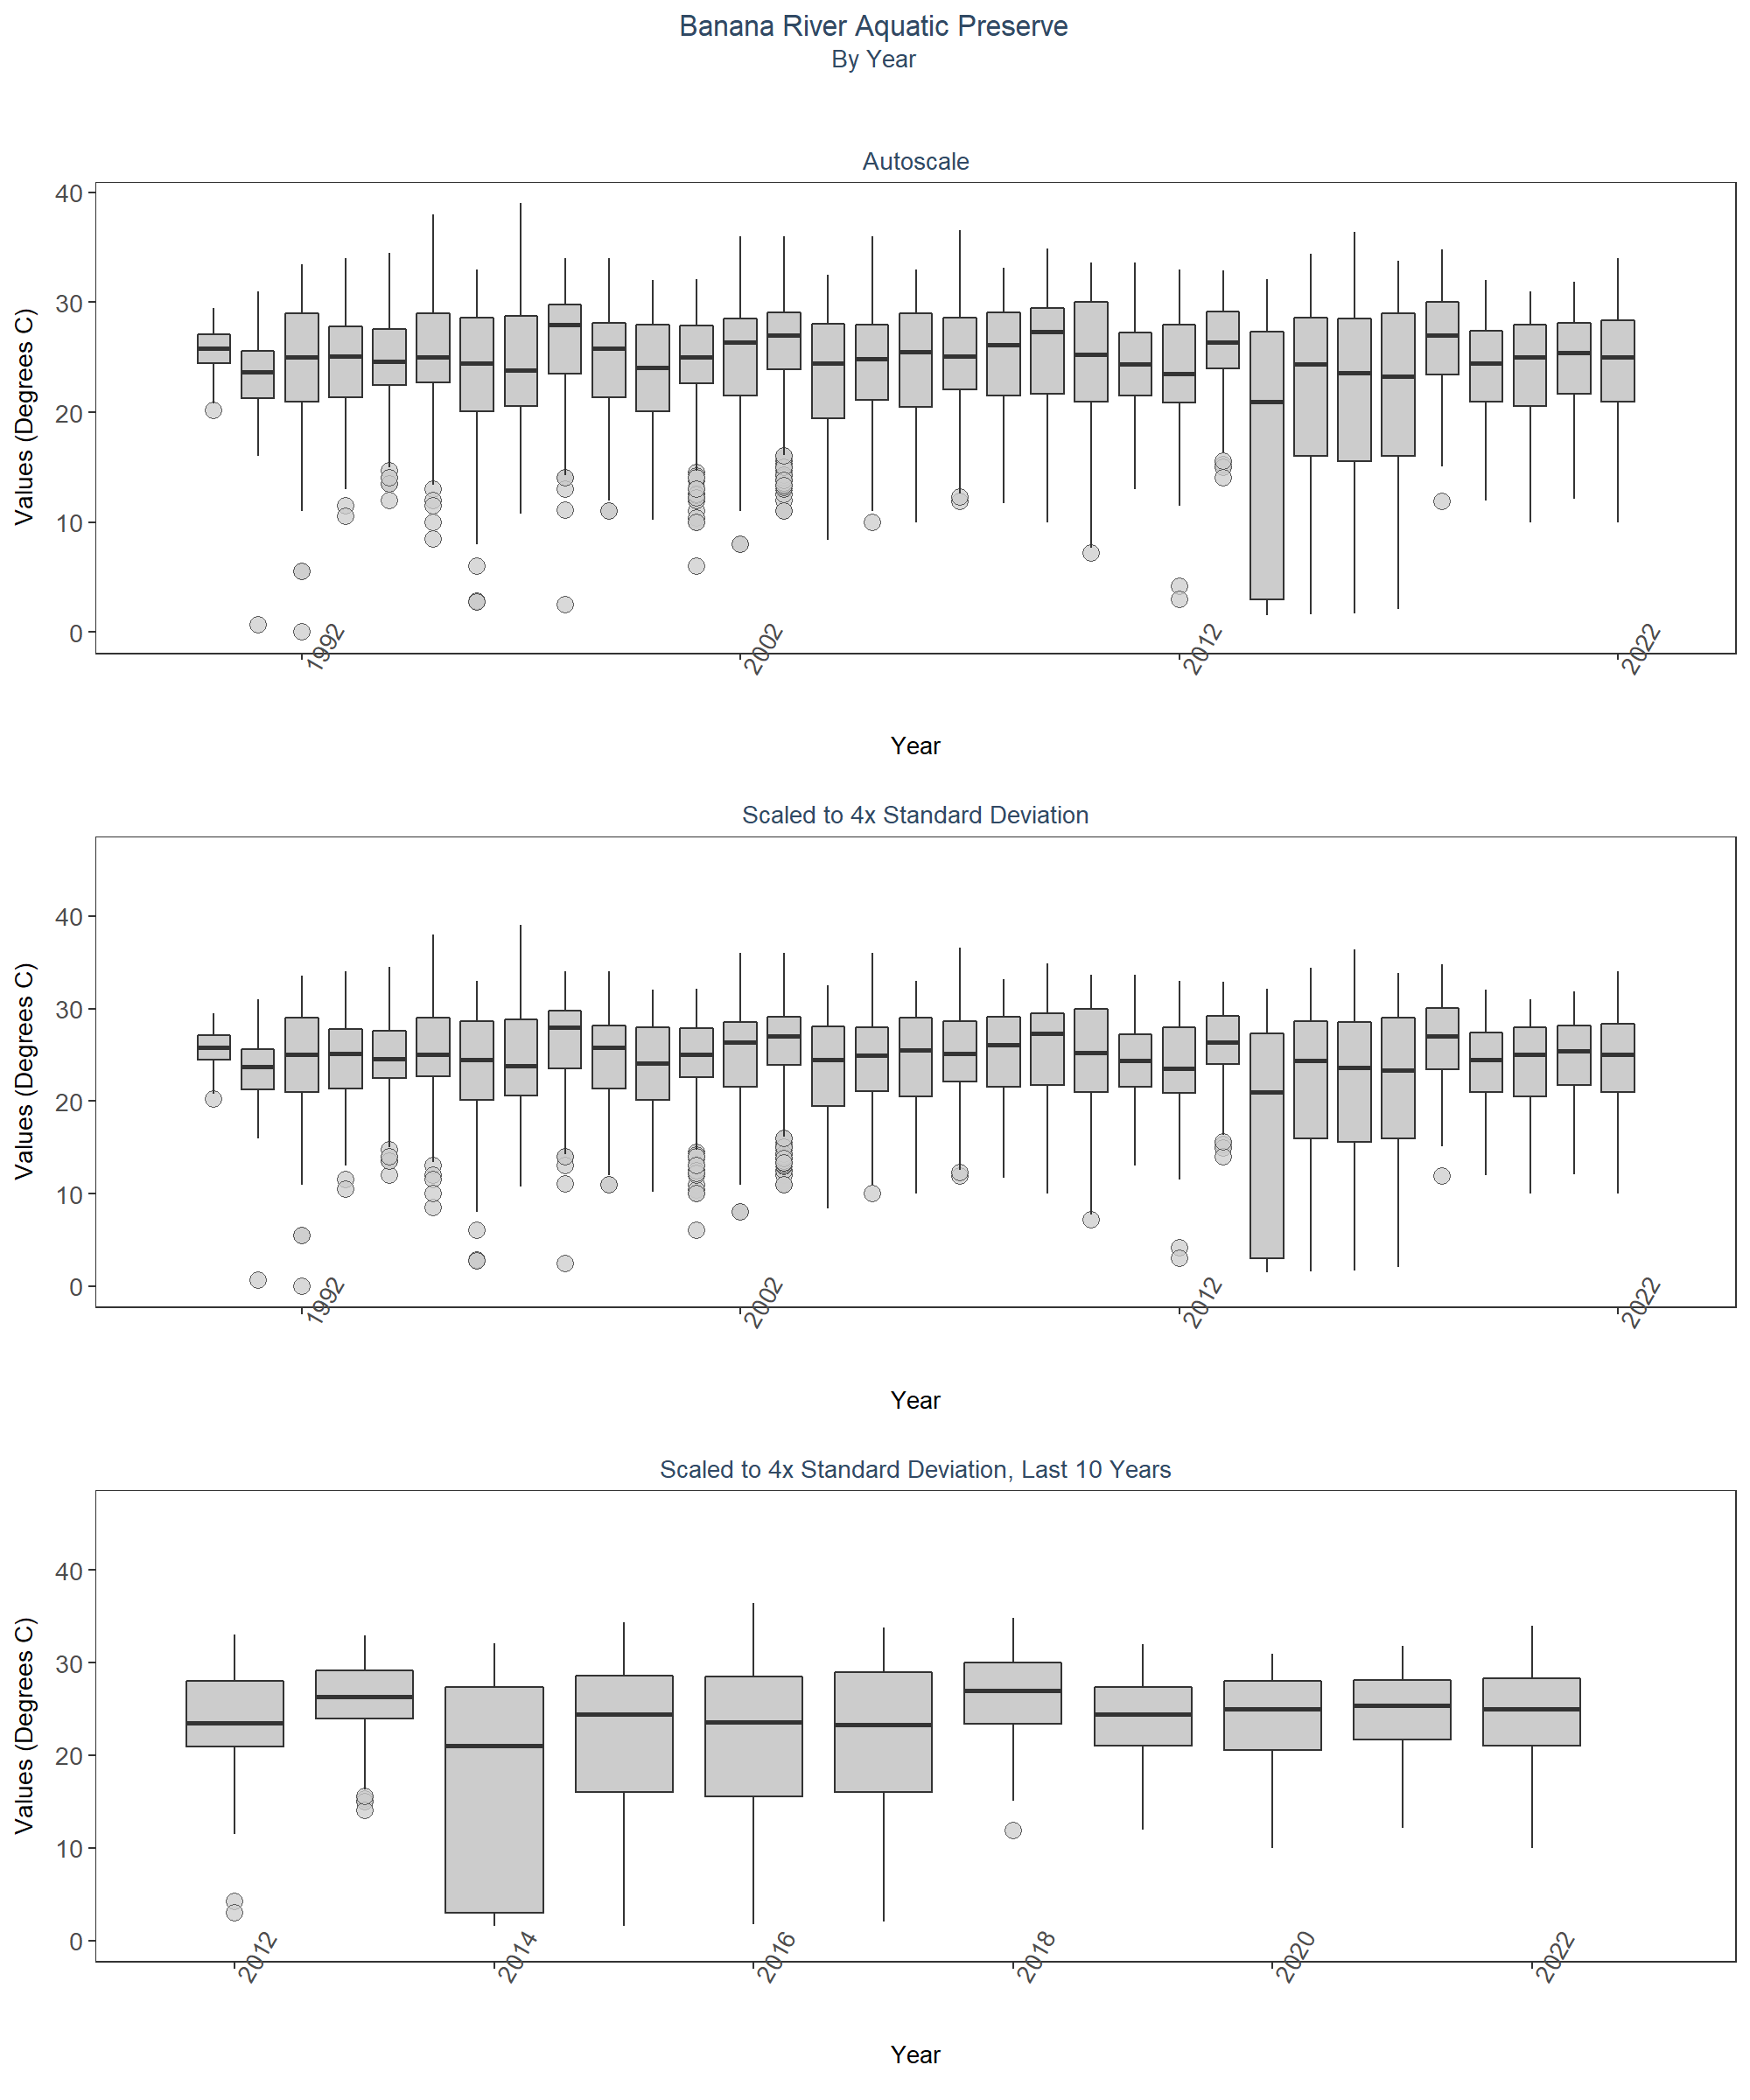 Banana River Aquatic Preserve
By Year
Autoscale
Values (Degrees C)
40
30
20
10
0
1992
2002
2012
2022
Year
Scaled to 4x Standard Deviation
Values (Degrees C)
40
30
20
10
0
1992
2002
2012
2022
Year
Scaled to 4x Standard Deviation, Last 10 Years
Values (Degrees C)
40
30
20
10
0
2012
2014
2016
2018
2020
2022
Year